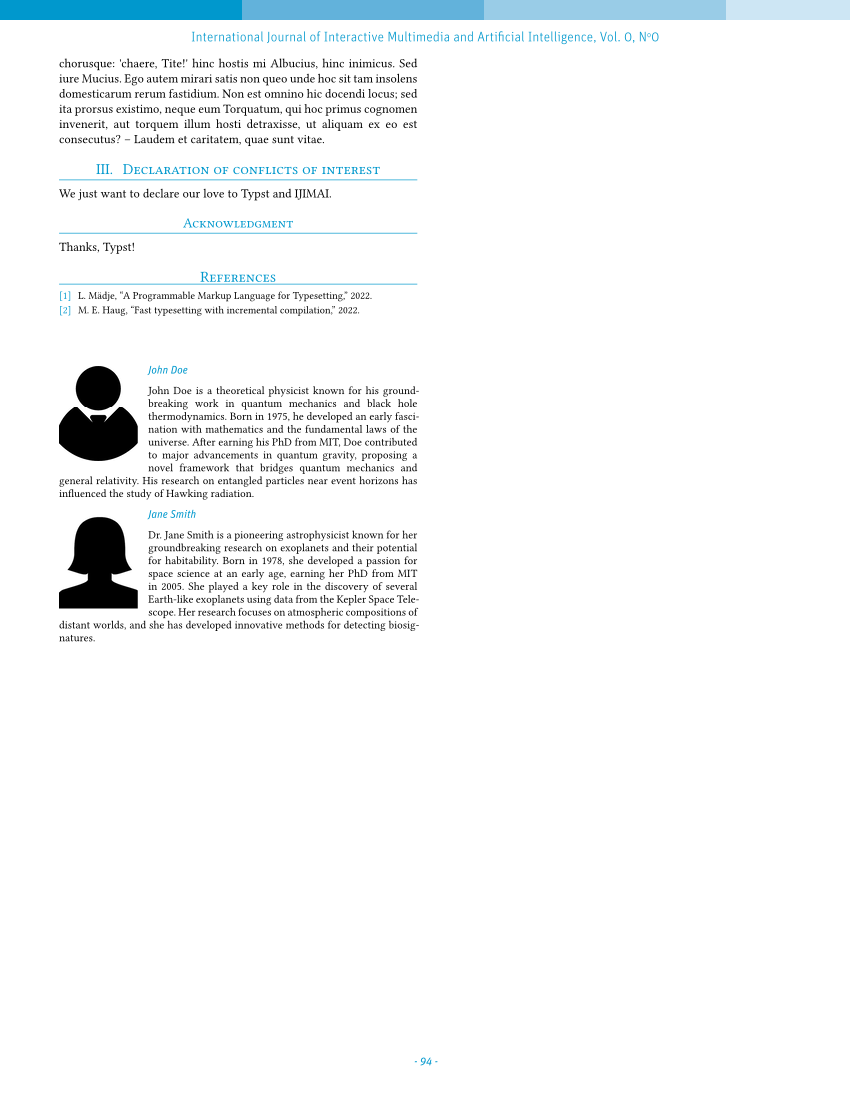 International Journal of Interactive Multimedia and Artificial Intelligence, Vol. 0, Nº0
chorusque: 'chaere, Tite!' hinc hostis mi Albucius, hinc inimicus. Sed
iure Mucius. Ego autem mirari satis non queo unde hoc sit tam insolens
domesticarum rerum fastidium. Non est omnino hic docendi locus; sed
ita prorsus existimo, neque eum Torquatum, qui hoc primus cognomen
invenerit, aut torquem illum hosti detraxisse, ut aliquam ex eo est
consecutus? – Laudem et caritatem, quae sunt vitae.
III. Declaration of conflicts of interest
We just want to declare our love to Typst and IJIMAI.
Acknowledgment
Thanks, Typst!
References
[1] L. Mädje, “A Programmable Markup Language for Typesetting,” 2022.
[2] M. E. Haug, “Fast typesetting with incremental compilation,” 2022.
John Doe
John Doe is a theoretical physicist known for his ground-
breaking work in quantum mechanics and black hole
thermodynamics. Born in 1975, he developed an early fasci-
nation with mathematics and the fundamental laws of the
universe. After earning his PhD from MIT, Doe contributed
to major advancements in quantum gravity, proposing a
novel framework that bridges quantum mechanics and
general relativity. His research on entangled particles near event horizons has
influenced the study of Hawking radiation.
Jane Smith
Dr. Jane Smith is a pioneering astrophysicist known for her
groundbreaking research on exoplanets and their potential
for habitability. Born in 1978, she developed a passion for
space science at an early age, earning her PhD from MIT
in 2005. She played a key role in the discovery of several
Earth-like exoplanets using data from the Kepler Space Tele-
scope. Her research focuses on atmospheric compositions of
distant worlds, and she has developed innovative methods for detecting biosig-
natures.
- 94 -